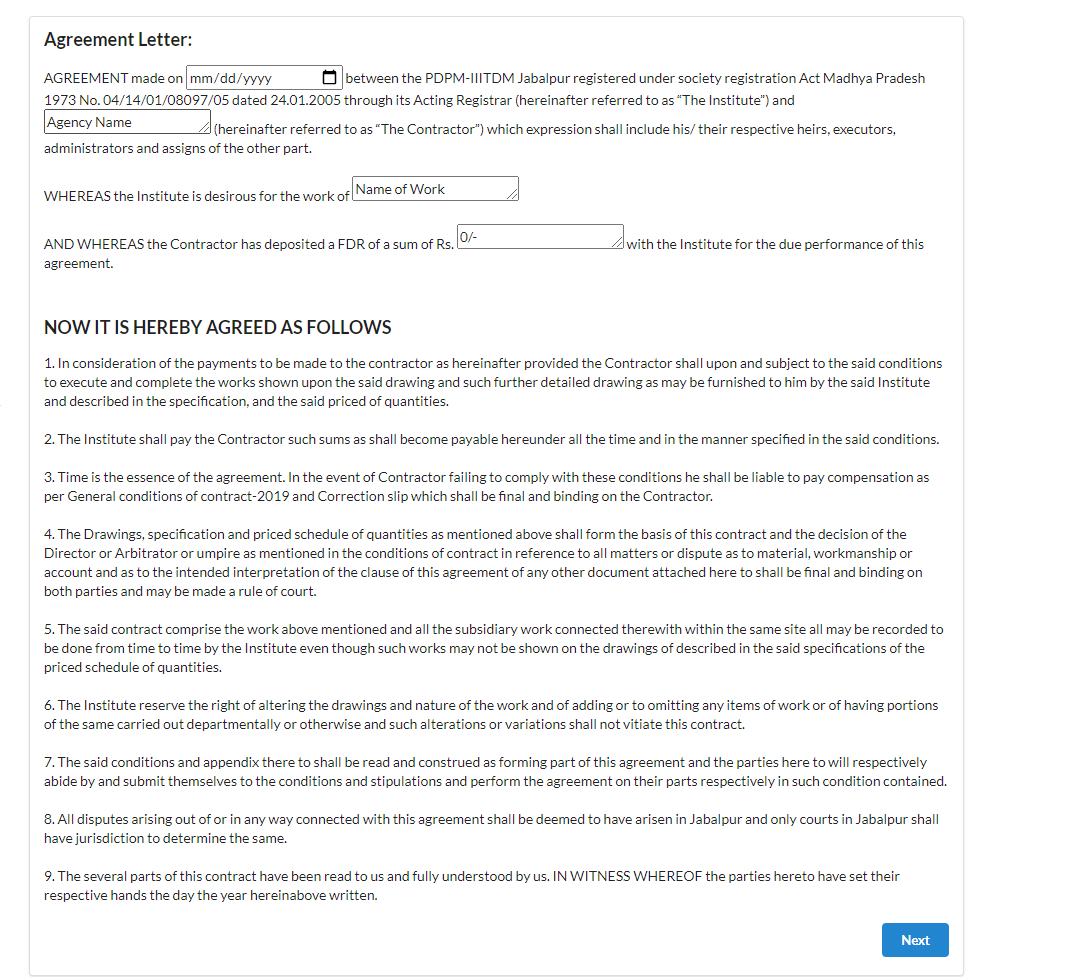 Agreement Letter:
AGREEMENT made on mm/dd/yyyy between the PDPM-IIITDM Jabalpur registered under society registration Act Madhya Pradesh
1973 No. 04/14/01/08097/05 dated 24.01.2005 through its Acting Registrar (hereinafter referred to as “The Institute”) and
Agency Name (hereinafter referred to as “The Contractor”) which expression shall include his/ their respective heirs, executors,
administrators and assigns of the other part.
WHEREAS the Institute is desirous for the work of Name of Work
AND WHEREAS the Contractor has deposited a FDR of a sum of Rs. 0/- with the Institute for the due performance of this
agreement.
NOW IT IS HEREBY AGREED AS FOLLOWS
1. In consideration of the payments to be made to the contractor as hereinafter provided the Contractor shall upon and subject to the said conditions
to execute and complete the works shown upon the said drawing and such further detailed drawing as may be furnished to him by the said Institute
and described in the specification, and the said priced of quantities.
2. The Institute shall pay the Contractor such sums as shall become payable hereunder all the time and in the manner specified in the said conditions.
3. Time is the essence of the agreement. In the event of Contractor failing to comply with these conditions he shall be liable to pay compensation as
per General conditions of contract-2019 and Correction slip which shall be final and binding on the Contractor.
4. The Drawings, specification and priced schedule of quantities as mentioned above shall form the basis of this contract and the decision of the
Director or Arbitrator or umpire as mentioned in the conditions of contract in reference to all matters or dispute as to material, workmanship or
account and as to the intended interpretation of the clause of this agreement of any other document attached here to shall be final and binding on
both parties and may be made a rule of court.
5. The said contract comprise the work above mentioned and all the subsidiary work connected therewith within the same site all may be recorded to
be done from time to time by the Institute even though such works may not be shown on the drawings of described in the said specifications of the
priced schedule of quantities.
6. The Institute reserve the right of altering the drawings and nature of the work and of adding or to omitting any items of work or of having portions
of the same carried out departmentally or otherwise and such alterations or variations shall not vitiate this contract.
7. The said conditions and appendix there to shall be read and construed as forming part of this agreement and the parties here to will respectively
abide by and submit themselves to the conditions and stipulations and perform the agreement on their parts respectively in such condition contained.
8. All disputes arising out of or in any way connected with this agreement shall be deemed to have arisen in Jabalpur and only courts in Jabalpur shall
have jurisdiction to determine the same.
9. The several parts of this contract have been read to us and fully understood by us. IN WITNESS WHEREOF the parties hereto have set their
respective hands the day the year hereinabove written.
Next